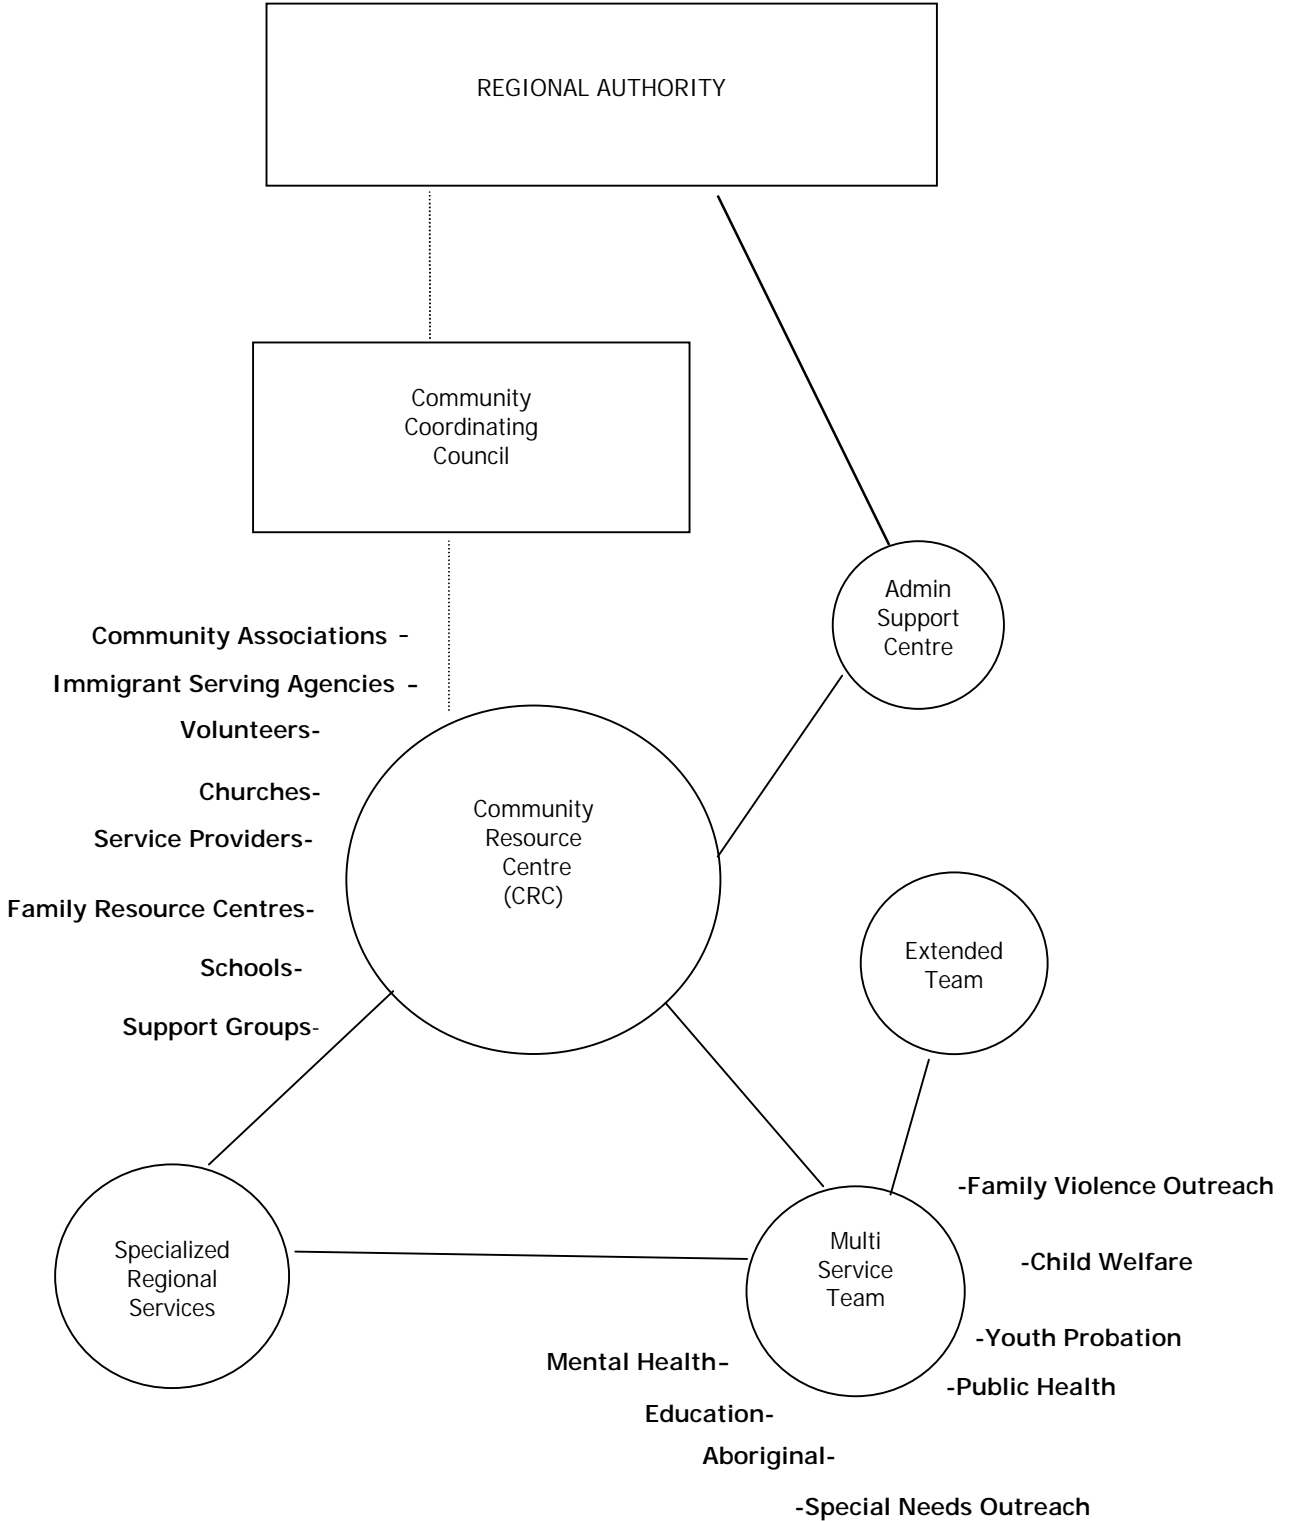 REGIONAL AUTHORITY
Community
Coordinating
Council
Admin
Support
Centre
Community Associations -
Immigrant Serving Agencies -
Volunteers-
Churches-
Service Providers-
Family Resource Centres-
Schools-
Support Groups-
Community
Resource
Centre
(CRC)
Extended
Team
Specialized
Regional
Services
Multi
Service
Team
-Family Violence Outreach
-Child Welfare
-Youth Probation
-Public Health
Mental Health-
Education-
Aboriginal-
-Special Needs Outreach